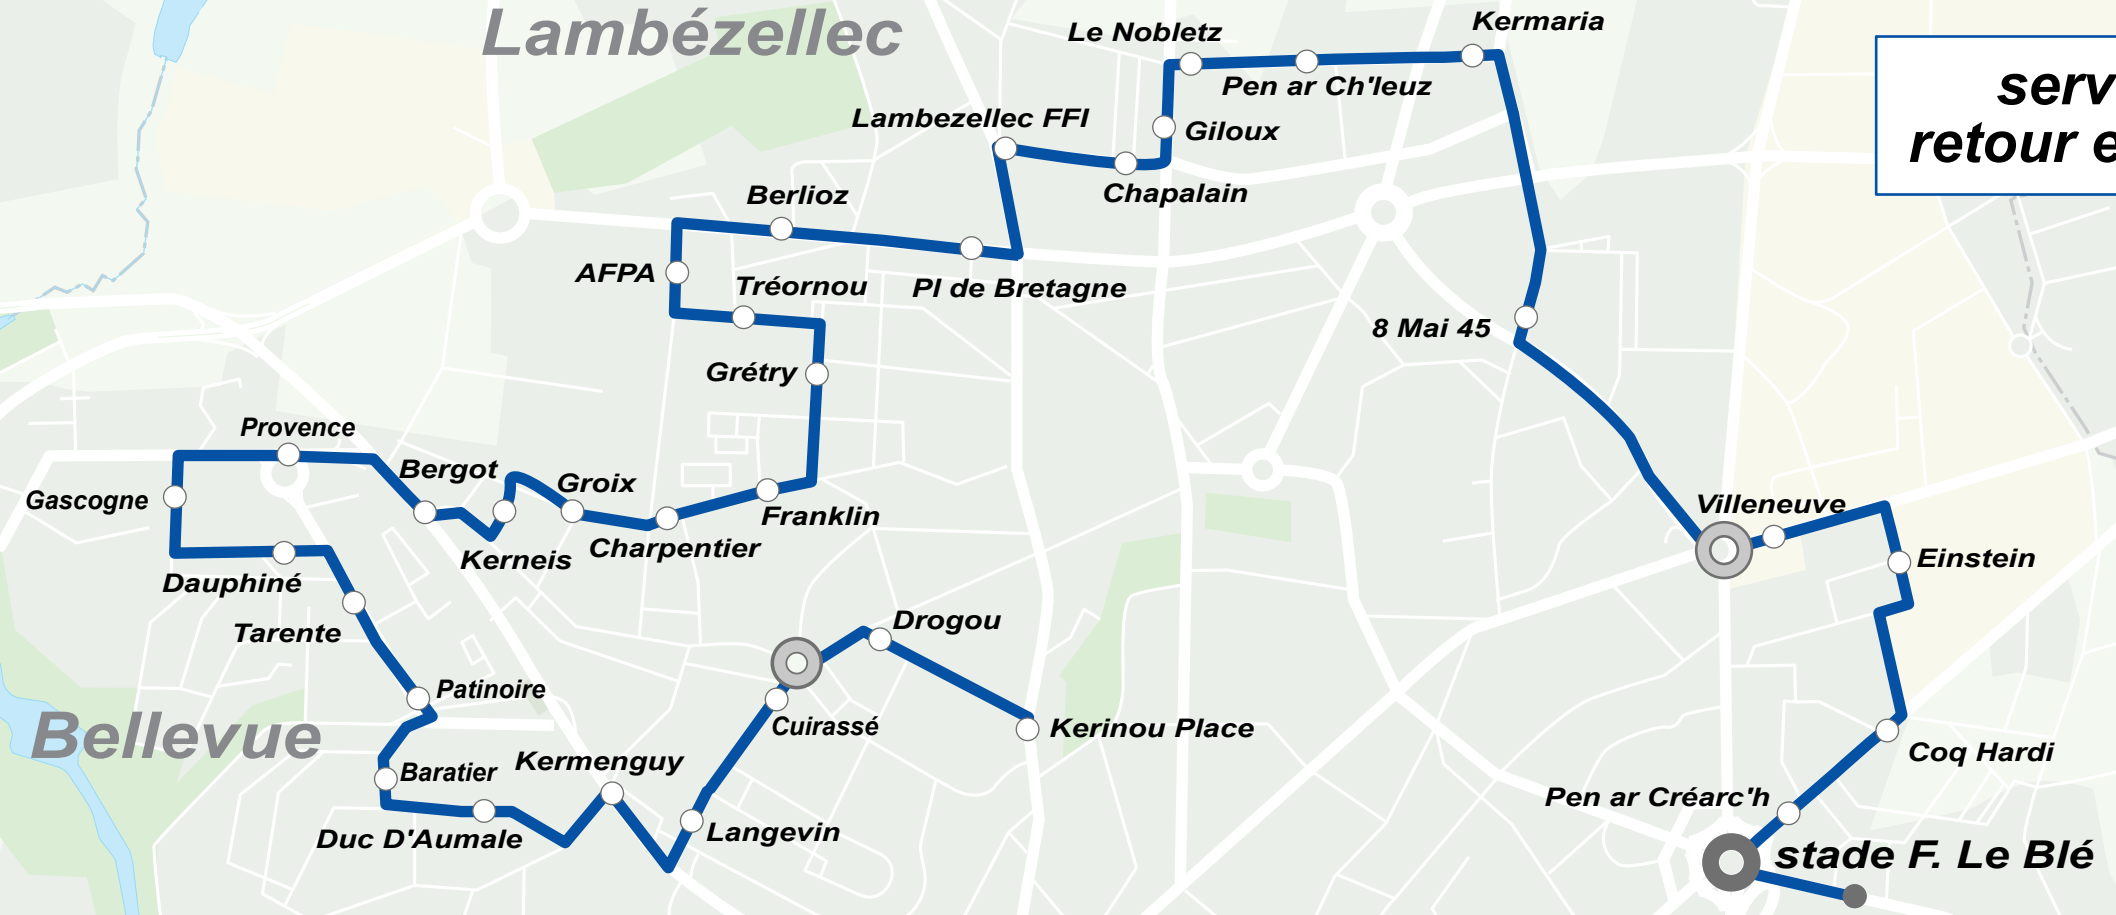 Lambézellec
Le Nobletz
Kermaria
Pen ar Ch'leuz
serv
retour e
Lambezellec FFI
Giloux
Chapalain
Berlioz
AFPA
Tréornou
Pl de Bretagne
8 Mai 45
Grétry
Provence
Bergot
Groix
Gascogne
Franklin
Villeneuve
Kerneis
Charpentier
Einstein
Dauphiné
Tarente
Drogou
Patinoire
Bellevue
Cuirassé
Kerinou Place
Baratier
Kermenguy
Coq Hardi
Pen ar Créarc'h
Duc D'Aumale
Langevin
stade F. Le Blé